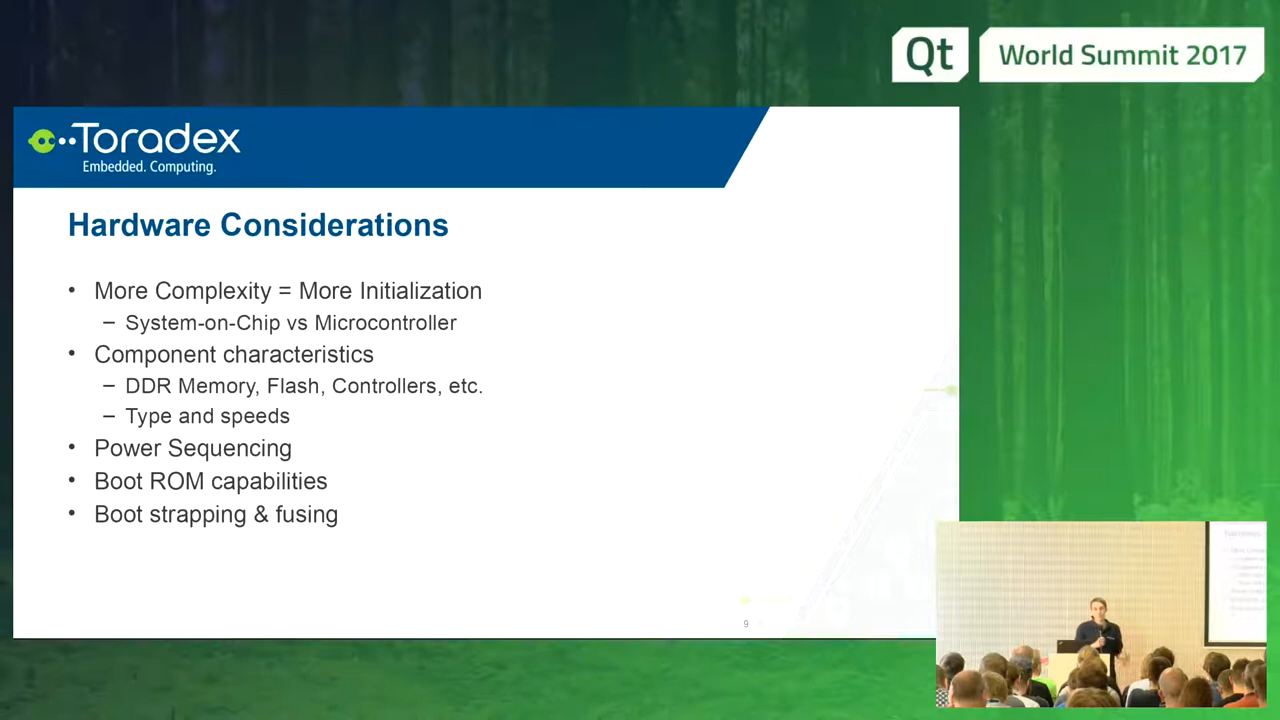 Qt
World Summit 2017
Toradex
Embedded. Computing.
Hardware Considerations
• More Complexity = More Initialization
– System-on-Chip vs Microcontroller
• Component characteristics
– DDR Memory, Flash, Controllers, etc.
– Type and speeds
• Power Sequencing
• Boot ROM capabilities
• Boot strapping & fusing
9